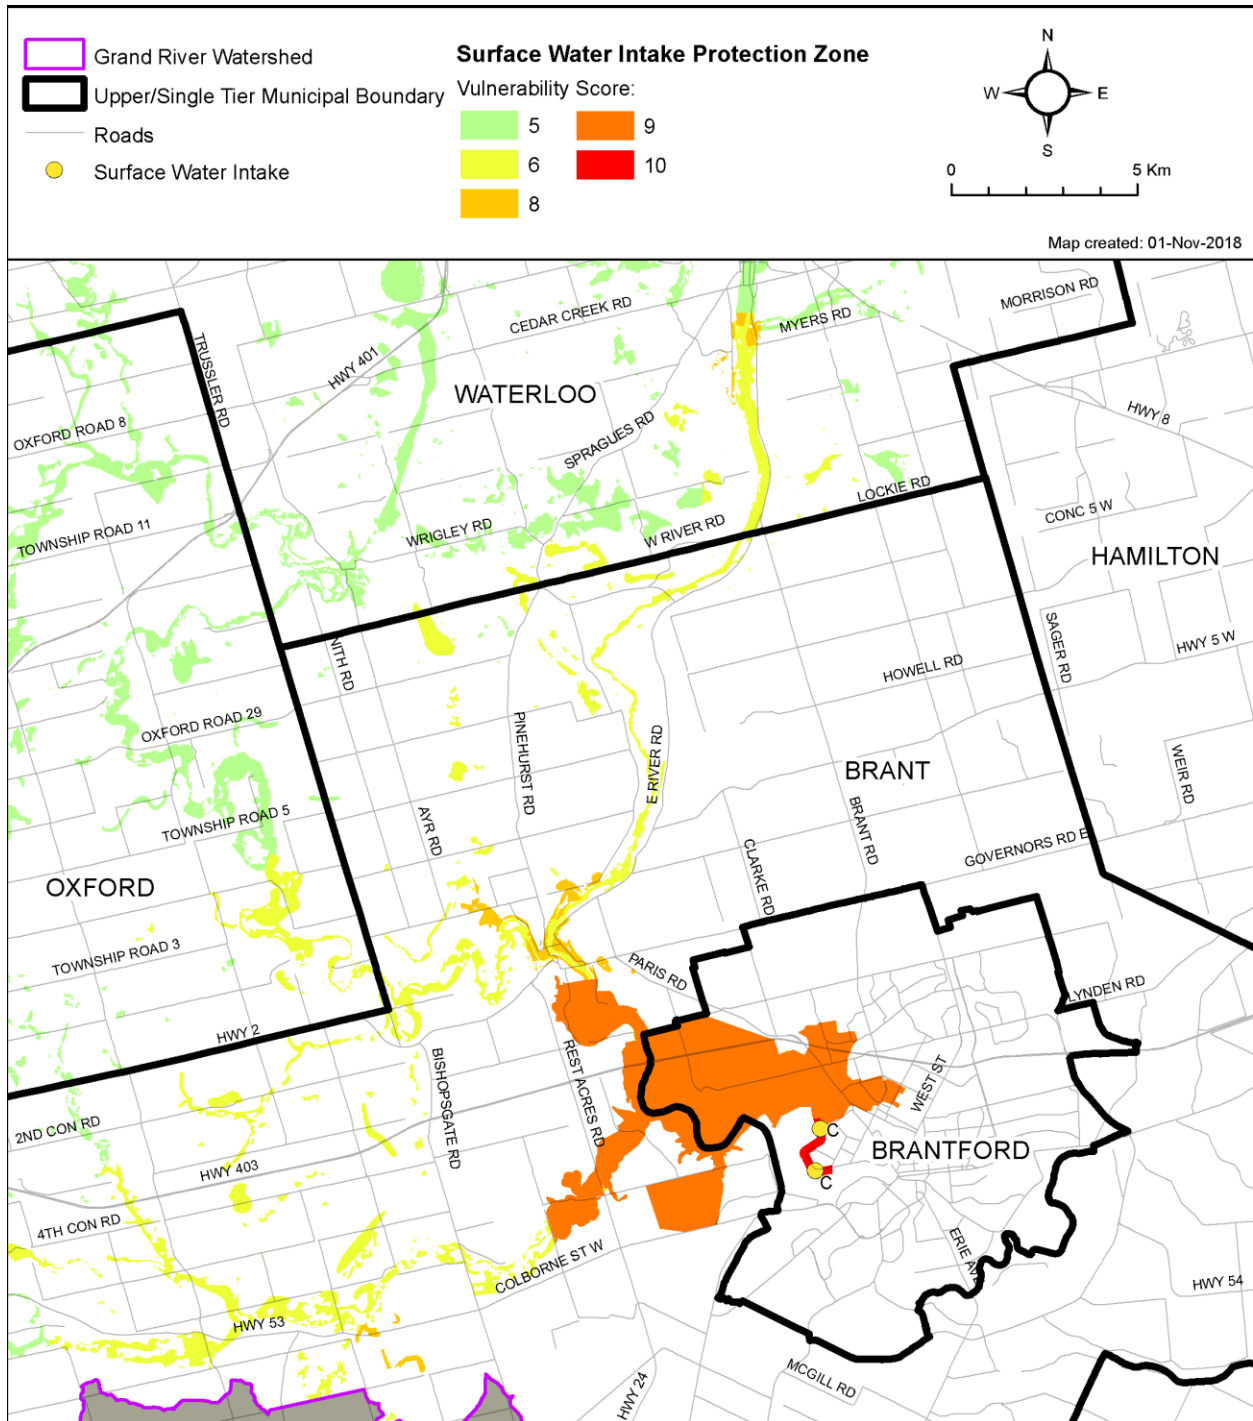 Grand River Watershed
Upper/Single Tier Municipal Boundary
Roads
Surface Water Intake
Surface Water Intake Protection Zone
Vulnerability Score:
5
9
6
10
8
N
W E
S
0 5 Km
Map created: 01-Nov-2018
MORRISON RD
CEDAR CREEK RD
MYERS RD
TRUSSLER RD
HWY 401
WATERLOO
HWY 8
OXFORD ROAD 8
SPRAGUES RD
LOCKIE RD
CONC 5 W
TOWNSHIP ROAD 11
WRIGLEY RD
W RIVER RD
HAMILTON
NITH RD
SAGER RD
HWY 5 W
HOWELL RD
OXFORD ROAD 29
PINEHURST RD
E RIVER RD
BRANT
WEIR RD
TOWNSHIP ROAD 5
AYR RD
BRANT RD
CLARKE RD
GOVERNORS RD E
OXFORD
TOWNSHIP ROAD 3
PARIS RD
LYNDEN RD
HWY 2
BISHOPSGATE RD
REST ACRES RD
WEST ST
2ND CON RD
C
BRANTFORD
HWY 403
C
4TH CON RD
ERIE AVE
COLBORNE ST W
HWY 54
HWY 53
MCGILL RD
HWY 24